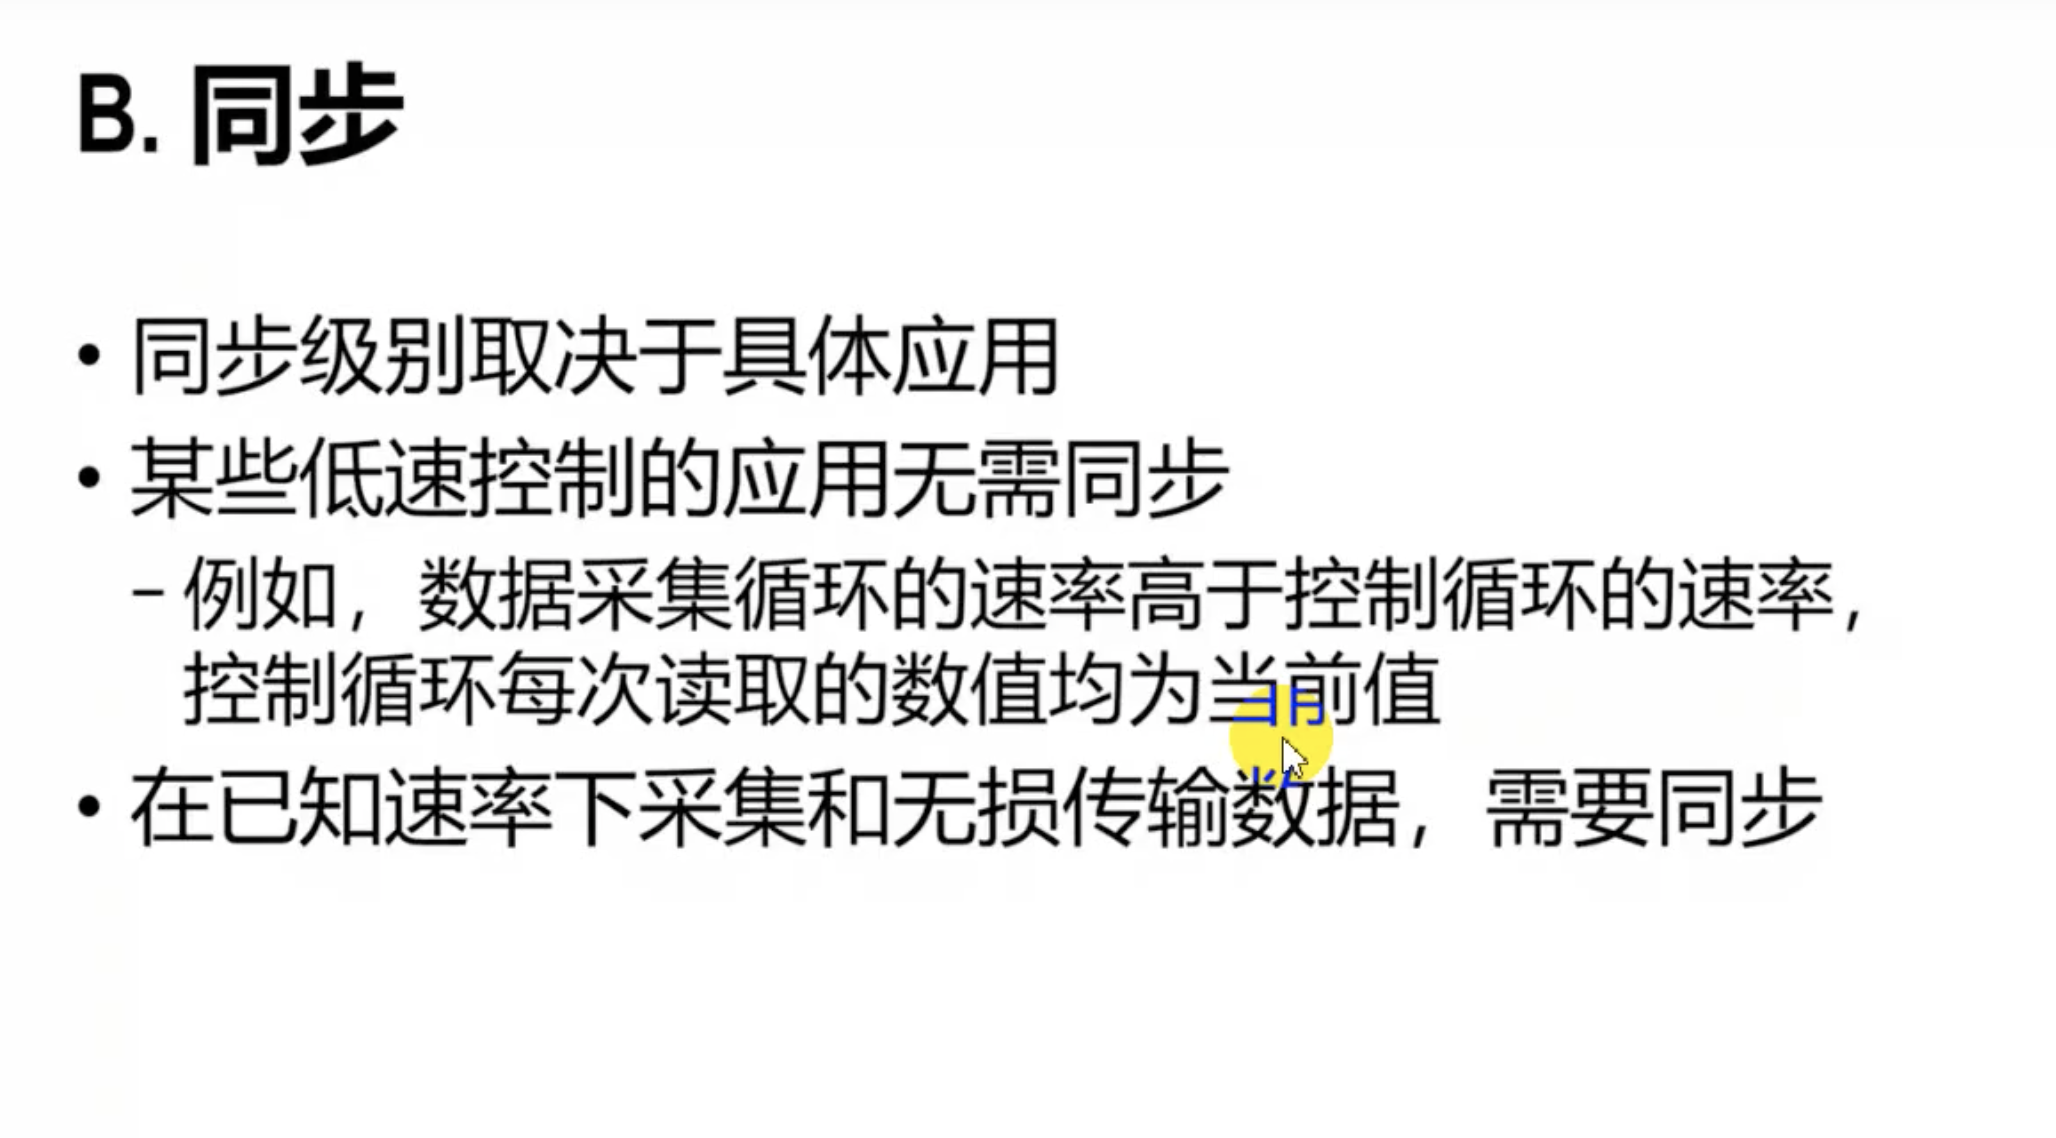 B. 同步
• 同步级别取决于具体应用
• 某些低速控制的应用无需同步
– 例如，数据采集循环的速率高于控制循环的速率，
控制循环每次读取的数值均为当前值
• 在已知速率下采集和无损传输数据，需要同步